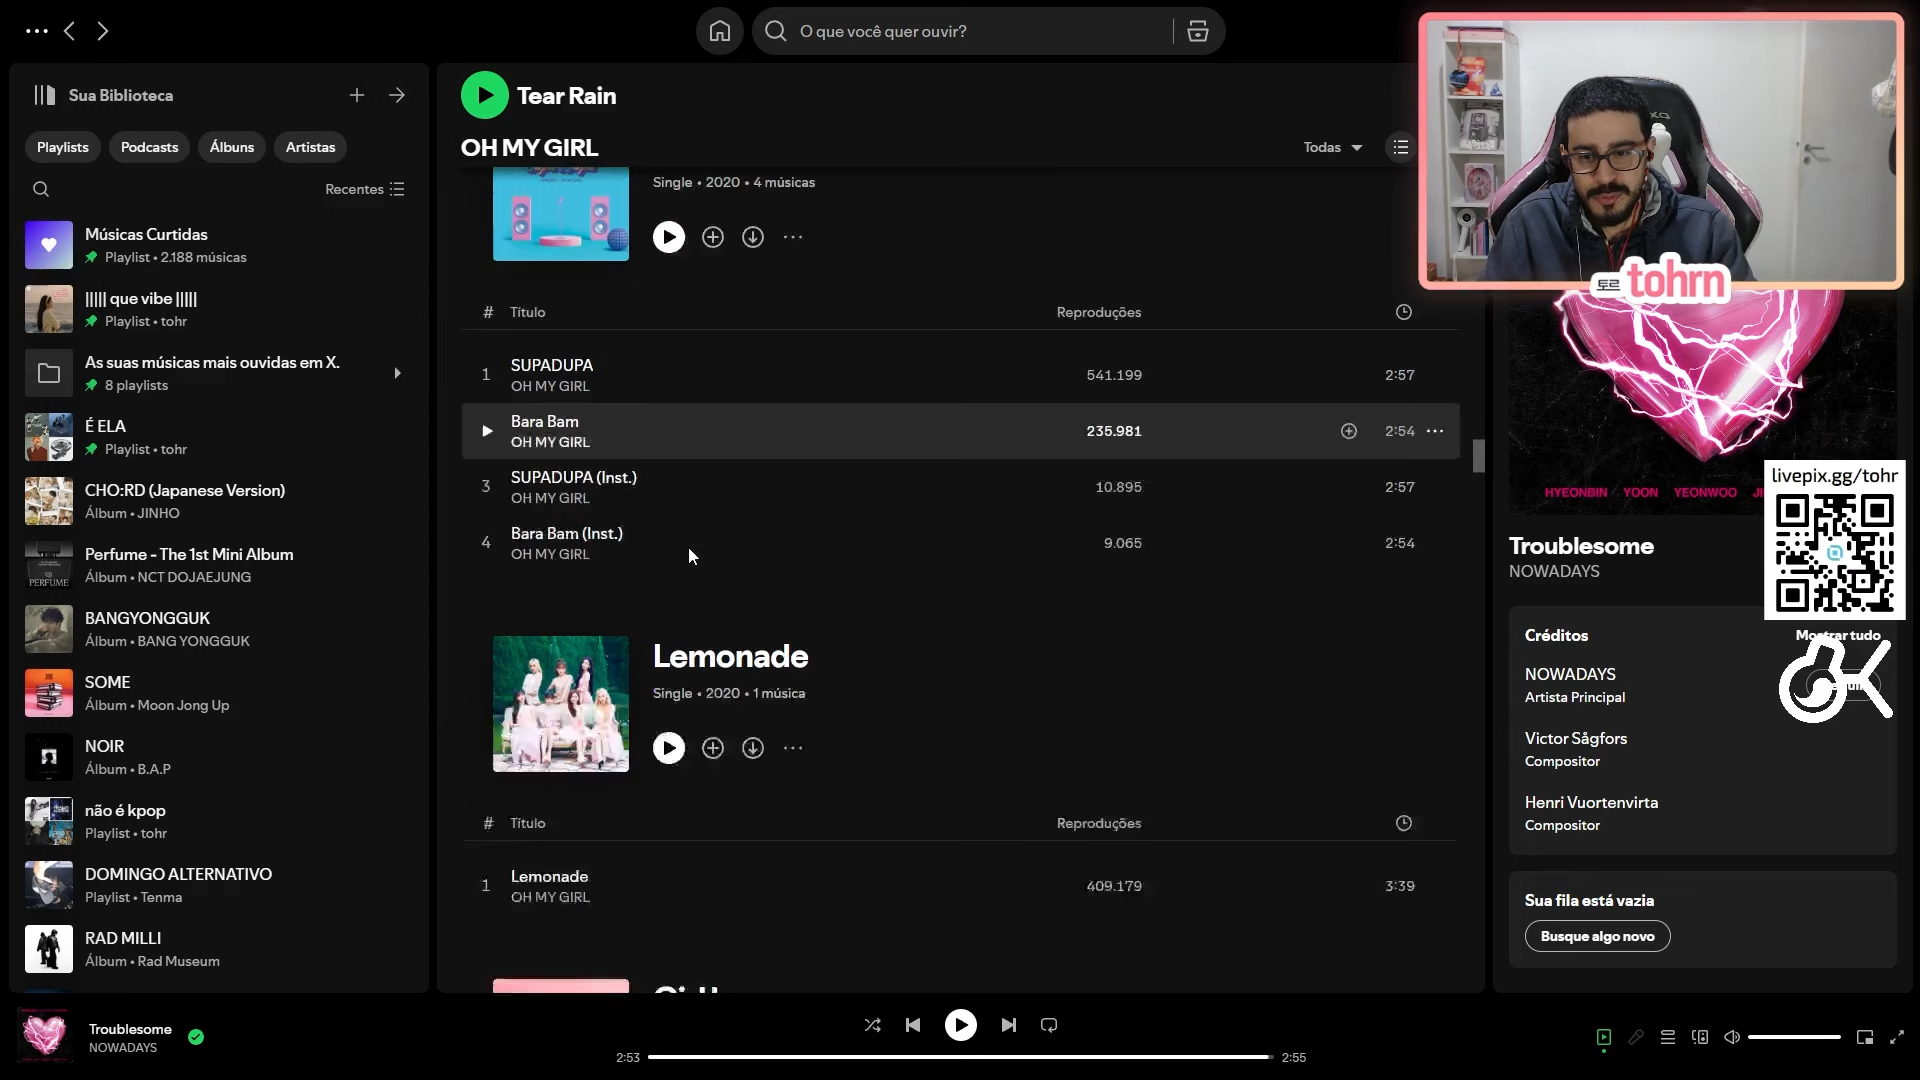 O que você quer ouvir?
Sua Biblioteca
Playlists
Podcasts
Álbuns
Artistas
Recentes
Músicas Curtidas
Playlist • 2.188 músicas
||||| que vibe |||||
Playlist • tohr
As suas músicas mais ouvidas em X.
8 playlists
É ELA
Playlist • tohr
CHO:RD (Japanese Version)
Álbum • JINHO
Perfume - The 1st Mini Album
Álbum • NCT DOJAEJUNG
PERFUME
BANGYONGGUK
Álbum • BANG YONGGUK
SOME
Álbum • Moon Jong Up
NOIR
Álbum • B.A.P
não é kpop
Playlist • tohr
DOMINGO ALTERNATIVO
Playlist • Tenma
RAD MILLI
Álbum • Rad Museum
Tear Rain
OH MY GIRL
Todas
Single • 2020 • 4 músicas
# Título Reproduções
1 SUPADUPA 541.199 2:57
OH MY GIRL
Bara Bam 235.981 2:54
OH MY GIRL
3 SUPADUPA (Inst.) 10.895 2:57
OH MY GIRL
4 Bara Bam (Inst.) 9.065 2:54
OH MY GIRL
Lemonade
Single • 2020 • 1 música
# Título Reproduções
1 Lemonade 409.179 3:39
OH MY GIRL
토르 tohrn
HYEONBIN YOON YEONWOO
livepix.gg/tohr
Troublesome
NOWADAYS
Créditos
Mostrar tudo
NOWADAYS
Artista Principal
Victor Sågfors
Compositor
Henri Vuortenvirta
Compositor
Sua fila está vazia
Busque algo novo
Troublesome
NOWADAYS
2:53
2:55